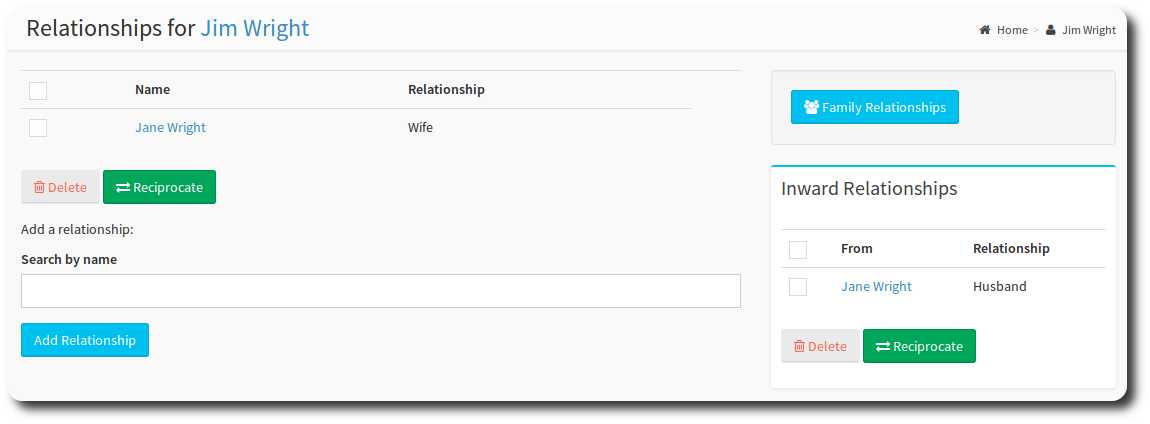 Relationships for Jim Wright
Home > Jim Wright
Name Relationship
Jane Wright Wife
Delete Reciprocate
Add a relationship:
Search by name
Add Relationship
Family Relationships
Inward Relationships
From Relationship
Jane Wright Husband
Delete Reciprocate